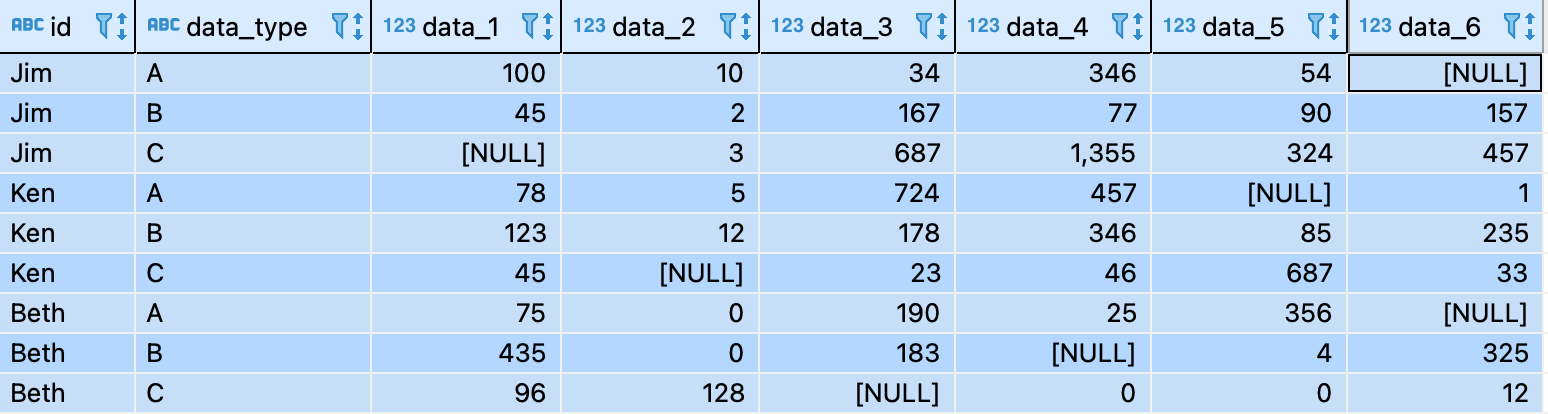 ABC id ABC data_type 123 data_1 123 data_2 123 data_3 123 data_4 123 data_5 123 data_6
Jim A 100 10 34 346 54 [NULL]
Jim B 45 2 167 77 90 157
Jim C [NULL] 3 687 1,355 324 457
Ken A 78 5 724 457 [NULL] 1
Ken B 123 12 178 346 85 235
Ken C 45 [NULL] 23 46 687 33
Beth A 75 0 190 25 356 [NULL]
Beth B 435 0 183 [NULL] 4 325
Beth C 96 128 [NULL] 0 0 12